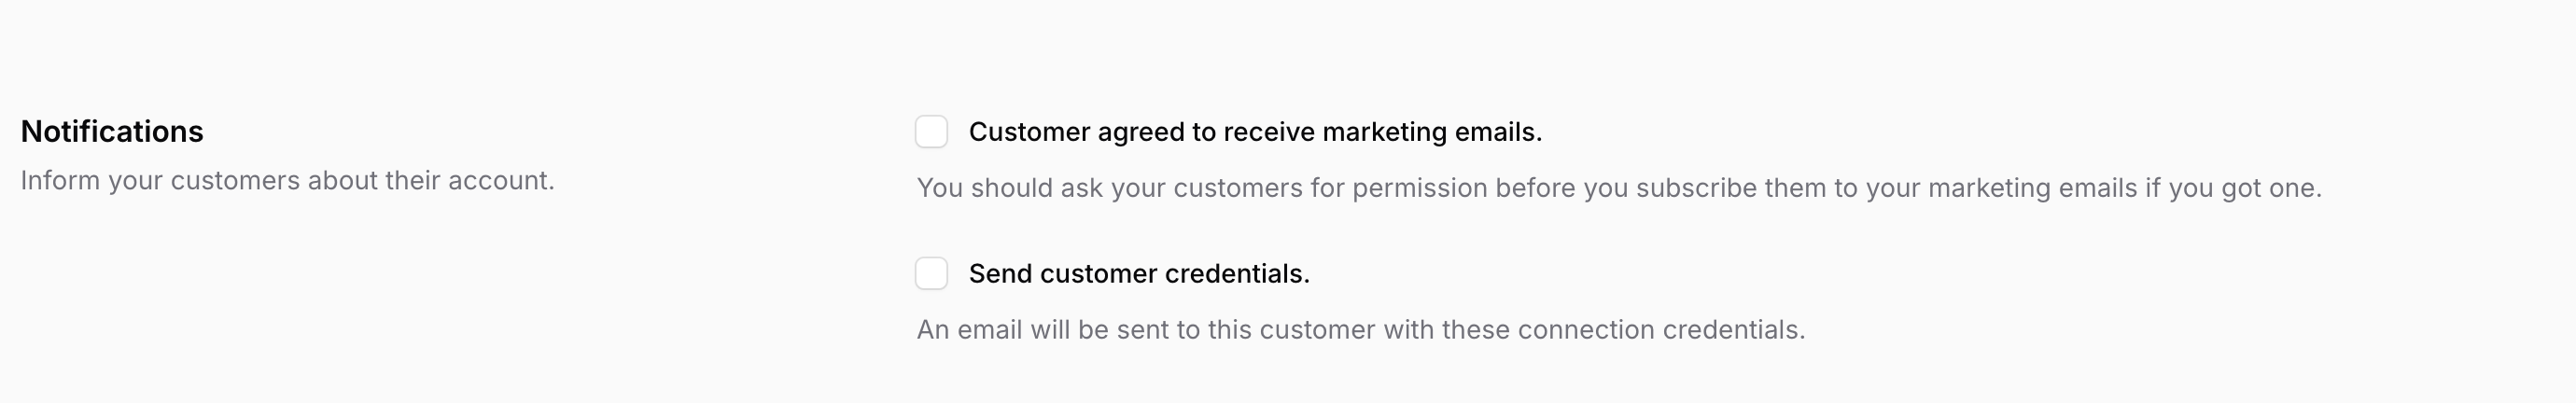 Notifications
Inform your customers about their account.
Customer agreed to receive marketing emails.
You should ask your customers for permission before you subscribe them to your marketing emails if you got one.
Send customer credentials.
An email will be sent to this customer with these connection credentials.